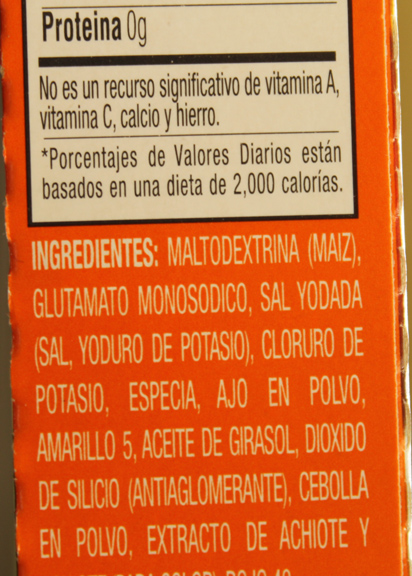 Proteina 0g
No es un recurso significativo de vitamina A,
vitamina C, calcio y hierro.
*Porcentajes de Valores Diarios están
basados en una dieta de 2,000 calorías.
INGREDIENTES: MALTODEXTRINA (MAIZ),
GLUTAMATO MONOSODICO, SAL YODADA
(SAL, YODURO DE POTASIO), CLORURO DE
POTASIO, ESPECIA, AJO EN POLVO,
AMARILLO 5, ACEITE DE GIRASOL, DIOXIDO
DE SILICIO (ANTIAGLOMERANTE), CEBOLLA
EN POLVO, EXTRACTO DE ACHIOTE Y